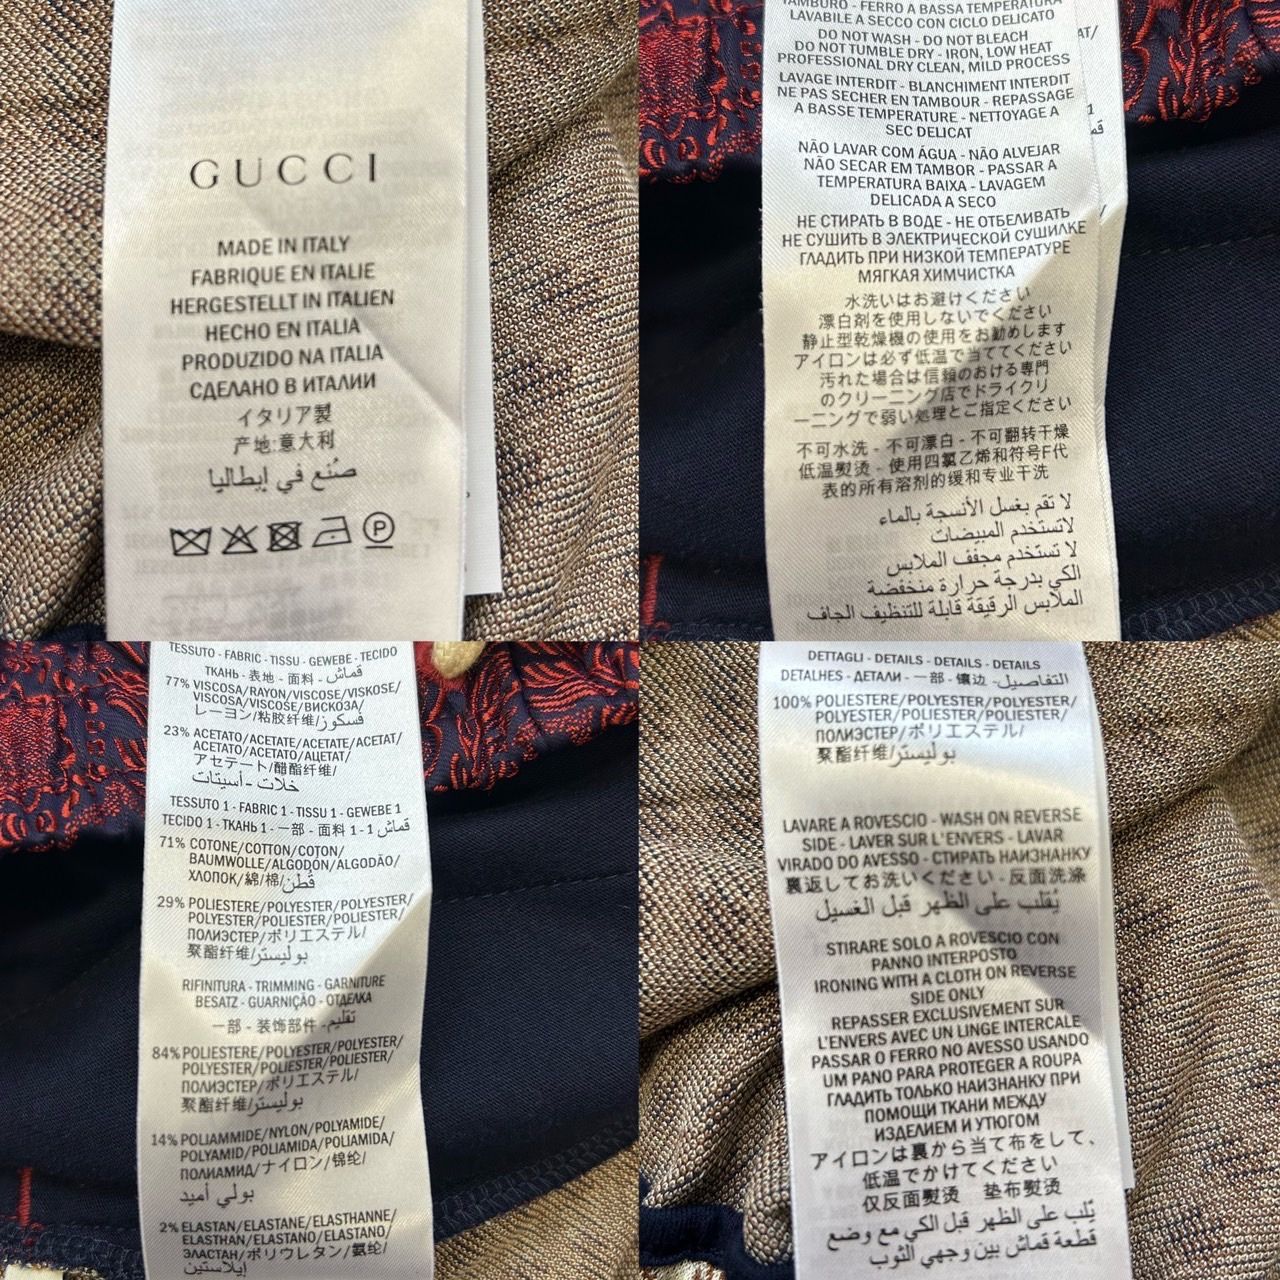 GUCCI
MADE IN ITALY
FABRIQUE EN ITALIE
HERGESTELLT IN ITALIEN
HECHO EN ITALIA
PRODUZIDO NA ITALIA
СДЕЛАНО В ИТАЛИИ
イタリア製
产地:意大利
صُنع في إيطاليا
P
TAMBURO - FERRO A BASSA TEMPERATURA
LAVABILE A SECCO CON CICLO DELICATO
DO NOT WASH - DO NOT BLEACH
DO NOT TUMBLE DRY - IRON, LOW HEAT
PROFESSIONAL DRY CLEAN, MILD PROCESS
LAVAGE INTERDIT - BLANCHIMENT INTERDIT
NE PAS SECHER EN TAMBOUR - REPASSAGE
A BASSE TEMPERATURE - NETTOYAGE A
SEC DELICAT
NÃO LAVAR COM ÁGUA - NÃO ALVEJAR
NÃO SECAR EM TAMBOR - PASSAR A
TEMPERATURA BAIXA - LAVAGEM
DELICADA A SECO
НЕ СТИРАТЬ В ВОДЕ - НЕ ОТБЕЛИВАТЬ
НЕ СУШИТЬ В ЭЛЕКТРИЧЕСКОЙ СУШИЛКЕ
ГЛАДИТЬ ПРИ НИЗКОЙ ТЕМПЕРАТУРЕ
МЯГКАЯ ХИМЧИСТКА
水洗いはお避けください
漂白剤を使用しないでください
静止型乾燥機の使用をお勧めします
アイロンは必ず低温で当ててください
汚れた場合は信頼のおける専門
のクリーニング店でドライクリ
ーニングで弱い処理とご指定ください
不可水洗 - 不可漂白 - 不可翻转干燥
低温熨烫 - 使用四氯乙烯和符号F代
表的所有溶剂的缓和专业干洗
لا تقم بغسل الأنسجة بالماء
لاتستخدم المبيضات
لا تستخدم مجفف الملابس
الكي بدرجة حرارة منخفضة
الملابس الرقيقة قابلة للتنظيف الجاف
AT/
TESSUTO - FABRIC - TISSU - GEWEBE - TECIDO
ТКАНЬ - 表地 - 面料 - قماش
77% VISCOSA/RAYON/VISCOSE/VISKOSE/
VISCOSA/VISCOSE/ВИСКОЗА/
レーヨン/粘胶纤维/فسكوز
23% ACETATO/ACETATE/ACETATE/ACETAT/
ACETATO/ACETATO/АЦЕТАТ/
アセテート/醋酯纤维/
خلات - أسيتات
TESSUTO 1 - FABRIC 1 - TISSU 1 - GEWEBE 1
TECIDO 1 - ТКАНЬ 1 - 一部 - 面料 1 - قماش 1
71% COTONE/COTTON/COTON/
BAUMWOLLE/ALGODÓN/ALGODÃO/
ХЛОПОК/綿/棉/قُطن
29% POLIESTERE/POLYESTER/POLYESTER/
POLYESTER/POLIESTER/POLIESTER/
ПОЛИЭСТЕР/ポリエステル/
聚酯纤维/بوليستر
RIFINITURA - TRIMMING - GARNITURE
BESATZ - GUARNIÇÃO - ОТДЕЛКА
一部 - 装饰部件 - تقليم
84% POLIESTERE/POLYESTER/POLYESTER/
POLYESTER/POLIESTER/POLIESTER/
ПОЛИЭСТЕР/ポリエステル/
聚酯纤维/بوليستر
14% POLIAMMIDE/NYLON/POLYAMIDE/
POLYAMID/POLIAMIDA/POLIAMIDA/
ПОЛИАМИД/ナイロン/锦纶/
بولي أميد
2% ELASTAN/ELASTANE/ELASTHANNE/
ELASTHAN/ELASTANO/ELASTANO/
ЭЛАСТАН/ポリウレタン/氨纶/
إيلاستين
DETTAGLI - DETAILS - DETAILS - DETAILS
DETALHES - ДЕТАЛИ - 一部 - 镶边 - التفاصيل
100% POLIESTERE/POLYESTER/POLYESTER/
POLYESTER/POLIESTER/POLIESTER/
ПОЛИЭСТЕР/ポリエステル/
聚酯纤维/بوليستر
LAVARE A ROVESCIO - WASH ON REVERSE
SIDE - LAVER SUR L'ENVERS - LAVAR
VIRADO DO AVESSO - СТИРАТЬ НАИЗНАНКУ
裏返してお洗いください - 反面洗涤
يُقلب على الظهر قبل الغسيل
STIRARE SOLO A ROVESCIO CON
PANNO INTERPOSTO
IRONING WITH A CLOTH ON REVERSE
SIDE ONLY
REPASSER EXCLUSIVEMENT SUR
L'ENVERS AVEC UN LINGE INTERCALE
PASSAR O FERRO NO AVESSO USANDO
UM PANO PARA PROTEGER A ROUPA
ГЛАДИТЬ ТОЛЬКО НАИЗНАНКУ ПРИ
ПОМОЩИ ТКАНИ МЕЖДУ
ИЗДЕЛИЕМ И УТЮГОМ
アイロンは裏から当て布をして、
低温でかけてください
仅反面熨烫 垫布熨烫
يُلب على الظهر قبل الكي مع وضع
قطعة قماش بين وجهي الثوب